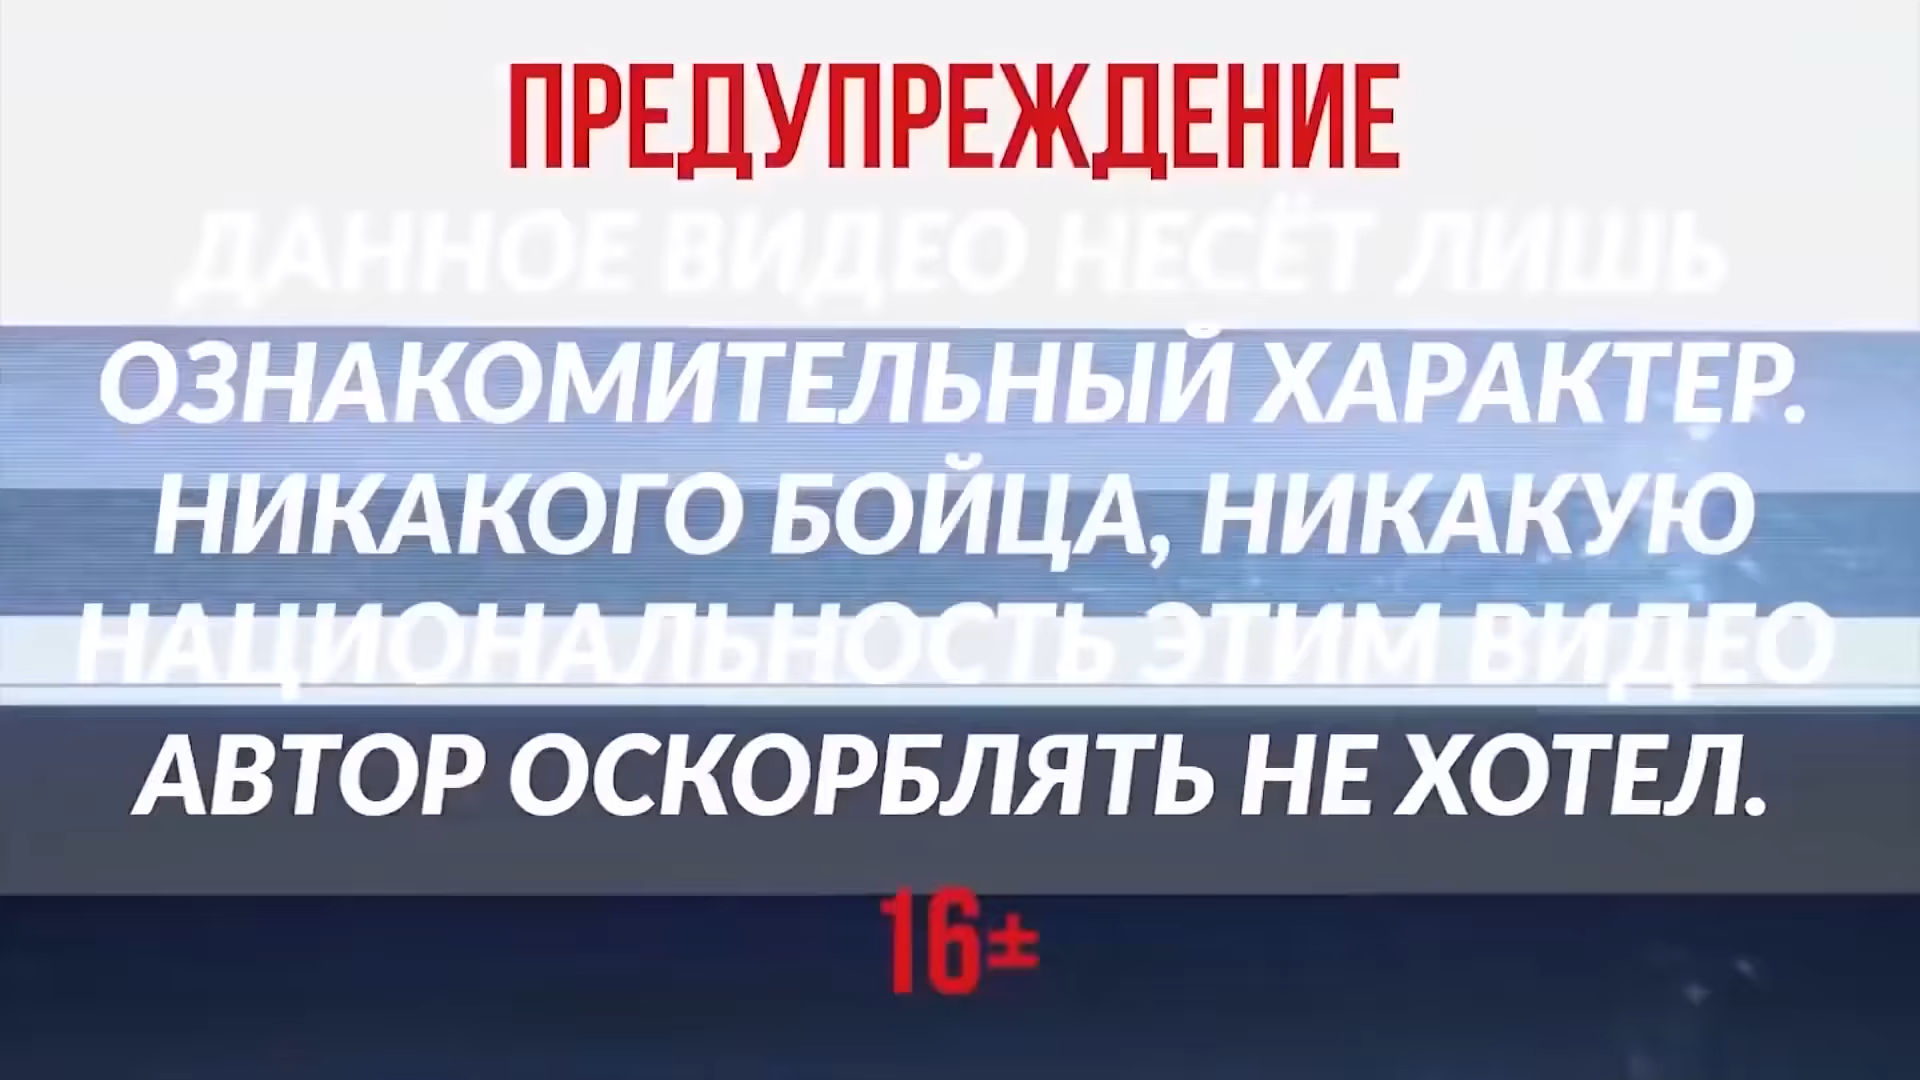 ПРЕДУПРЕЖДЕНИЕ
ДАННОЕ ВИДЕО НЕСЁТ ЛИШЬ
ОЗНАКОМИТЕЛЬНЫЙ ХАРАКТЕР.
НИКАКОГО БОЙЦА, НИКАКУЮ
НАЦИОНАЛЬНОСТЬ ЭТИМ ВИДЕО
АВТОР ОСКОРБЛЯТЬ НЕ ХОТЕЛ.
16±